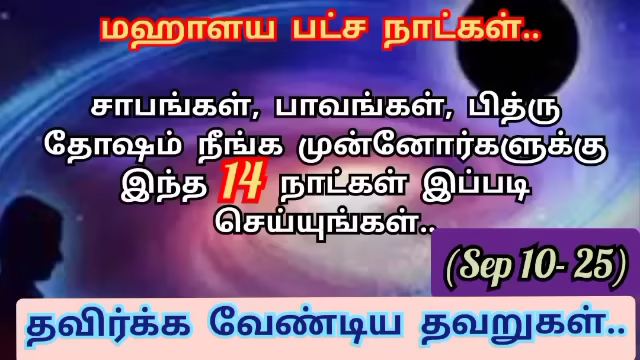 மஹாளய பட்ச நாட்கள்..
சாபங்கள், பாவங்கள், பித்ரு
தோஷம் நீங்க முன்னோர்களுக்கு
இந்த 14 நாட்கள் இப்படி
செய்யுங்கள்..
(Sep 10- 25)
தவிர்க்க வேண்டிய தவறுகள்..